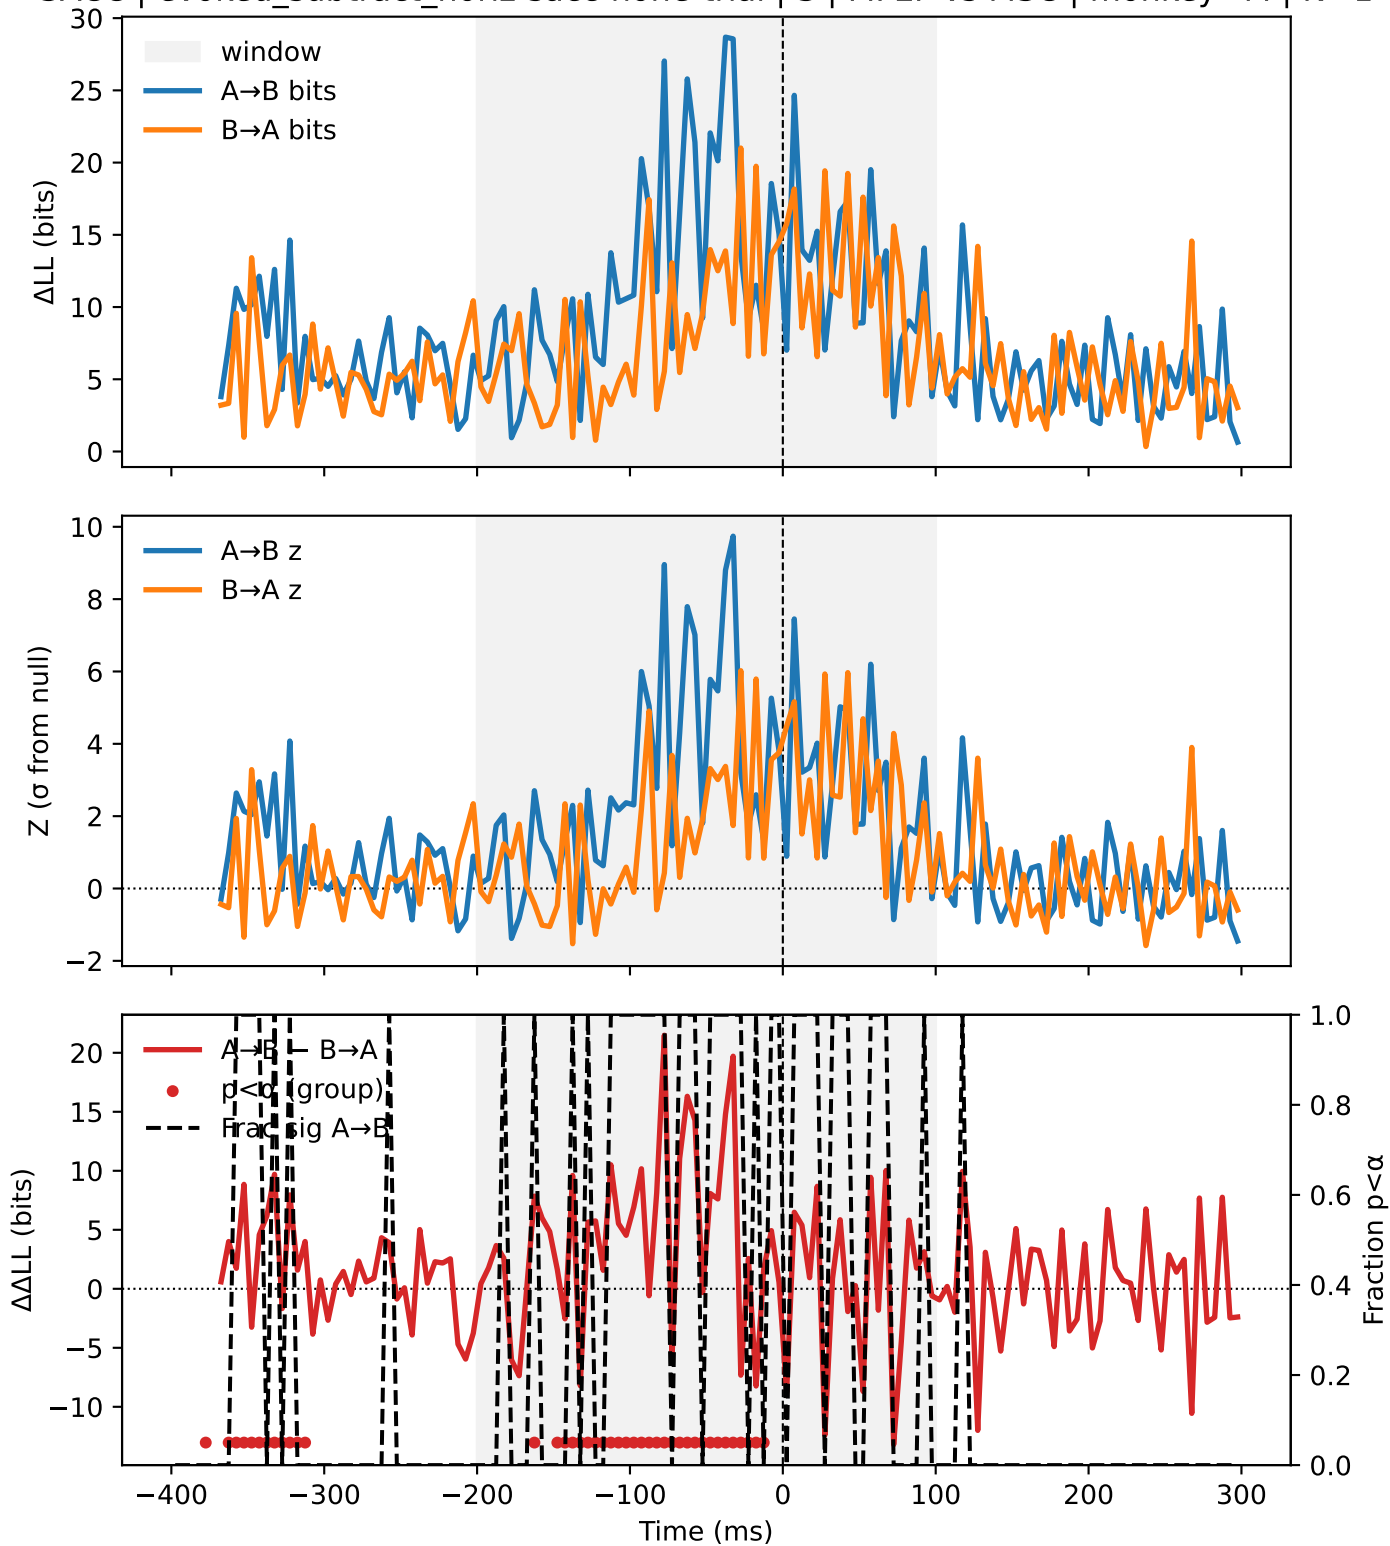 window
A→B bits
B→A bits
ΔLL (bits)
30
25
20
15
10
5
0
A→B z
B→A z
Z (σ from null)
10
8
6
4
2
0
−2
A→B − B→A
p<α (group)
Frac sig A→B
ΔΔLL (bits)
20
15
10
5
0
−5
−10
1.0
0.8
0.6
0.4
0.2
0.0
Fraction p<α
−400
−300
−200
−100
0
100
200
300
Time (ms)